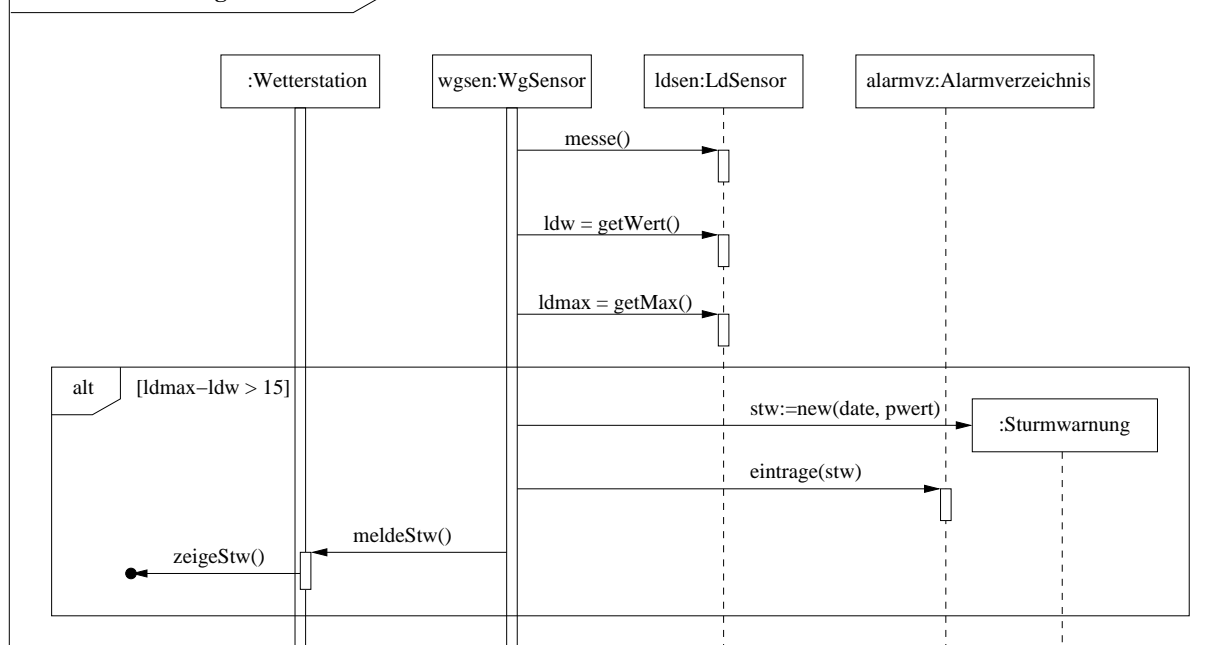 :Wetterstation
wgsen:WgSensor
ldsen:LdSensor
alarmvz:Alarmverzeichnis
messe()
ldw = getWert()
ldmax = getMax()
alt
[ldmax−ldw > 15]
stw:=new(date, pwert)
:Sturmwarnung
eintrage(stw)
meldeStw()
zeigeStw()